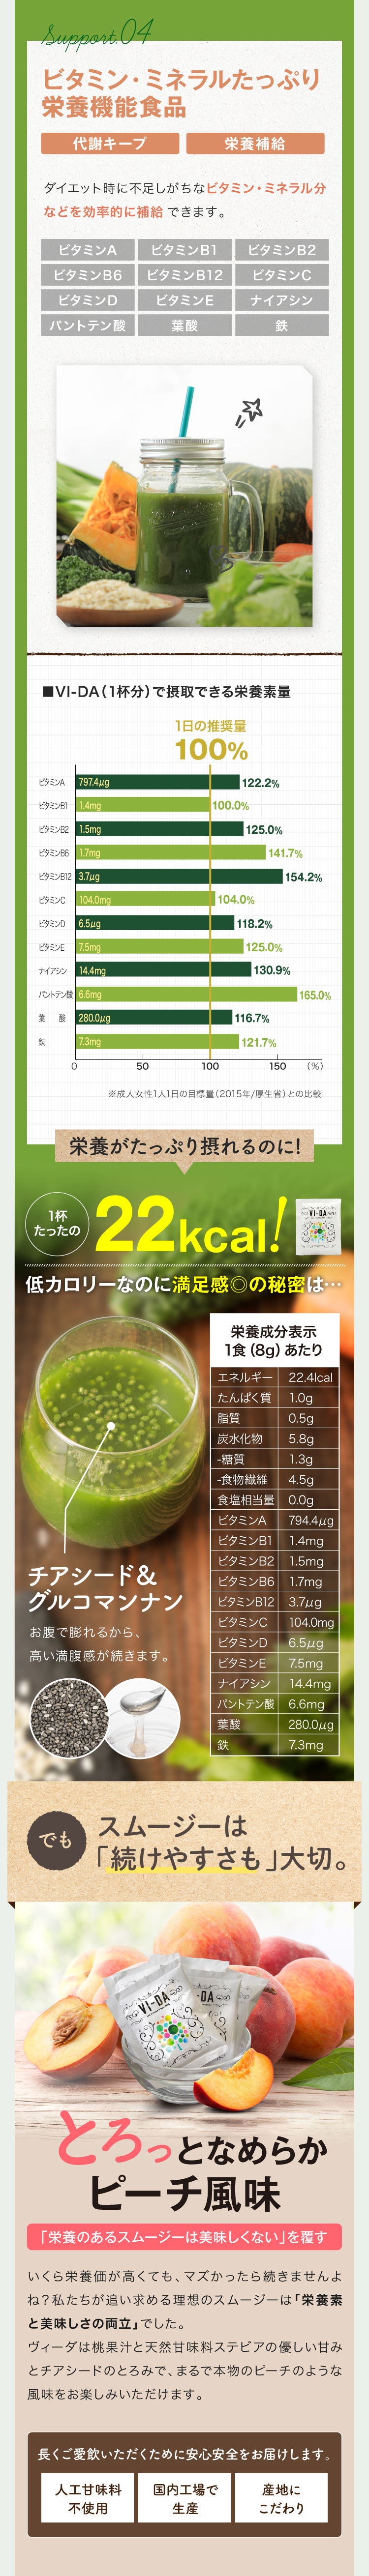 Support.04
ビタミン・ミネラルたっぷり
栄養機能食品
代謝キープ
栄養補給
ダイエット時に不足しがちなビタミン・ミネラル分
などを効率的に補給 できます。
ビタミンA ビタミンB1 ビタミンB2
ビタミンB6 ビタミンB12 ビタミンC
ビタミンD ビタミンE ナイアシン
パントテン酸 葉酸 鉄
■VI-DA（1杯分）で摂取できる栄養素量
1日の推奨量
100%
ビタミンA 797.4μg 122.2%
ビタミンB1 1.4mg 100.0%
ビタミンB2 1.5mg 125.0%
ビタミンB6 1.7mg 141.7%
ビタミンB12 3.7μg 154.2%
ビタミンC 104.0mg 104.0%
ビタミンD 6.5μg 118.2%
ビタミンE 7.5mg 125.0%
ナイアシン 14.4mg 130.9%
パントテン酸 6.6mg 165.0%
葉 酸 280.0μg 116.7%
鉄 7.3mg 121.7%
0 50 100 150 （%）
※成人女性1人1日の目標量（2015年/厚生省）との比較
栄養がたっぷり摂れるのに！
1杯
たったの
22kcal!
VI-DA
低カロリーなのに満足感◎の秘密は…
栄養成分表示
1食（8g）あたり
エネルギー 22.4lcal
たんぱく質 1.0g
脂質 0.5g
炭水化物 5.8g
-糖質 1.3g
-食物繊維 4.5g
食塩相当量 0.0g
ビタミンA 794.4μg
ビタミンB1 1.4mg
ビタミンB2 1.5mg
ビタミンB6 1.7mg
ビタミンB12 3.7μg
ビタミンC 104.0mg
ビタミンD 6.5μg
ビタミンE 7.5mg
ナイアシン 14.4mg
パントテン酸 6.6mg
葉酸 280.0μg
鉄 7.3mg
チアシード＆
グルコマンナン
お腹で膨れるから、
高い満腹感が続きます。
でも
スムージーは
「続けやすさも」大切。
VI-DA
-DA
とろっとなめらか
ピーチ風味
「栄養のあるスムージーは美味しくない」を覆す
いくら栄養価が高くても、マズかったら続きませんよ
ね？私たちが追い求める理想のスムージーは「栄養素
と美味しさの両立」でした。
ヴィーダは桃果汁と天然甘味料ステビアの優しい甘み
とチアシードのとろみで、まるで本物のピーチのような
風味をお楽しみいただけます。
長くご愛飲いただくために安心安全をお届けします。
人工甘味料
不使用
国内工場で
生産
産地に
こだわり